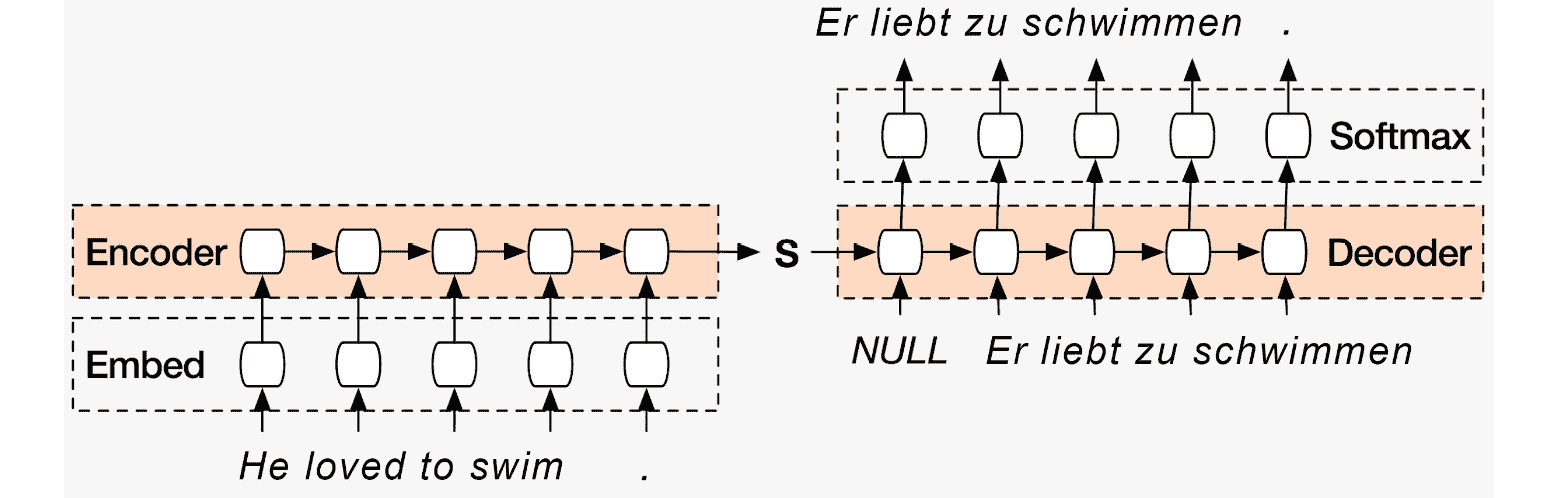 Er liebt zu schwimmen .
Softmax
Encoder
S
Decoder
NULL Er liebt zu schwimmen
Embed
He loved to swim .